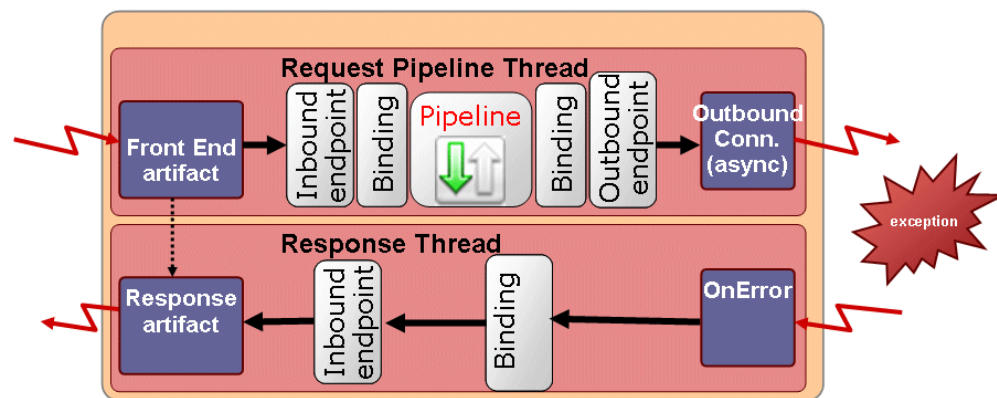 Request Pipeline Thread
Front End
artifact
Inbound
endpoint
Binding
Pipeline
Binding
Outbound
endpoint
Outbound
Conn.
(async)
exception
Response Thread
Response
artifact
Inbound
endpoint
Binding
OnError